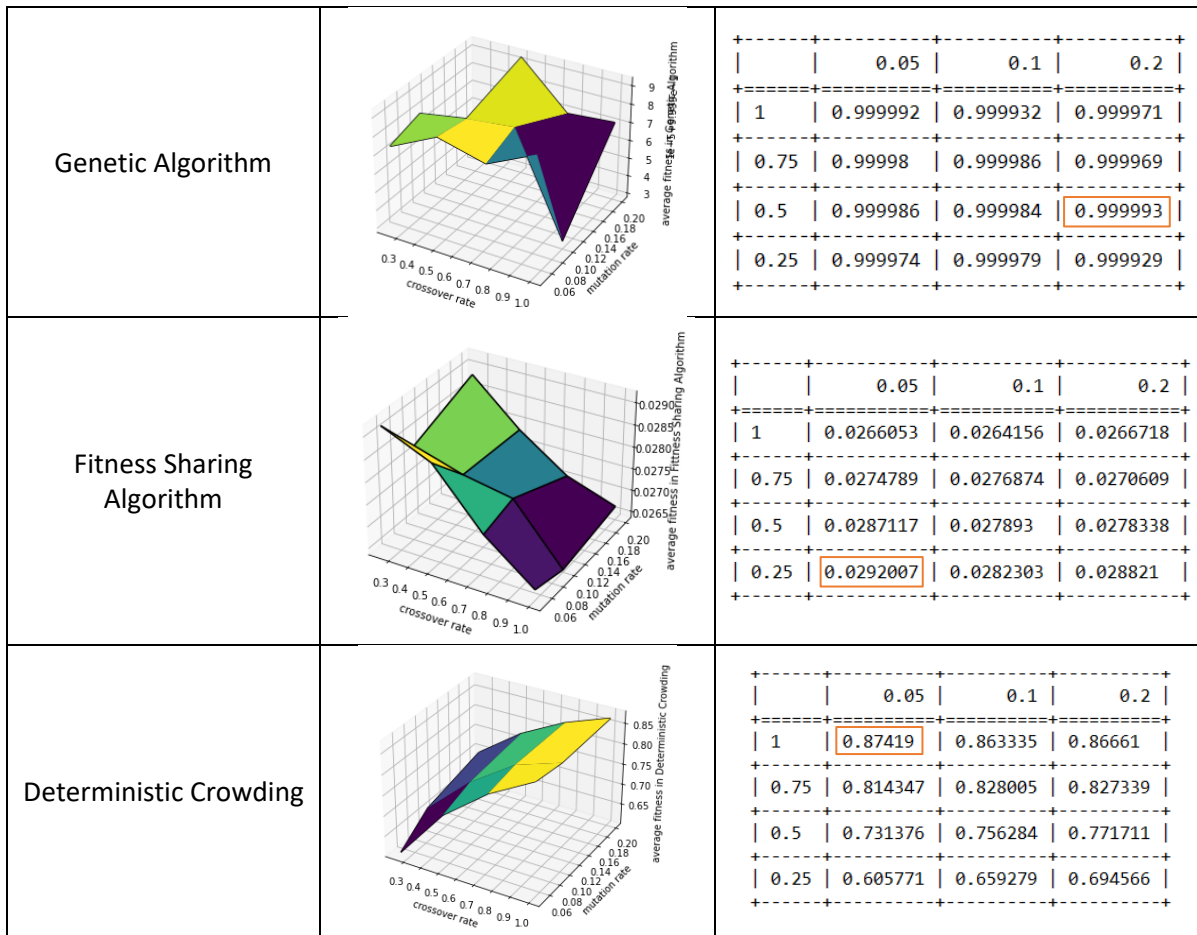 Genetic Algorithm
9
8
7
6
5
4
3
average fitness in Genetic Algorithm
0.3 0.4 0.5 0.6 0.7 0.8 0.9 1.0
crossover rate
0.06 0.08 0.10 0.12 0.14 0.16 0.18 0.20
mutation rate
+------+----------+----------+----------+
|      |     0.05 |      0.1 |      0.2 |
+======+==========+==========+==========+
| 1    | 0.999992 | 0.999932 | 0.999971 |
+------+----------+----------+----------+
| 0.75 | 0.99998  | 0.999986 | 0.999969 |
+------+----------+----------+----------+
| 0.5  | 0.999986 | 0.999984 | 0.999993 |
+------+----------+----------+----------+
| 0.25 | 0.999974 | 0.999979 | 0.999929 |
+------+----------+----------+----------+
Fitness Sharing
Algorithm
0.0290
0.0285
0.0280
0.0275
0.0270
0.0265
average fitness in Fittness Sharing Algorithm
0.3 0.4 0.5 0.6 0.7 0.8 0.9 1.0
crossover rate
0.06 0.08 0.10 0.12 0.14 0.16 0.18 0.20
mutation rate
+------+-----------+-----------+-----------+
|      |      0.05 |       0.1 |       0.2 |
+======+===========+===========+===========+
| 1    | 0.0266053 | 0.0264156 | 0.0266718 |
+------+-----------+-----------+-----------+
| 0.75 | 0.0274789 | 0.0276874 | 0.0270609 |
+------+-----------+-----------+-----------+
| 0.5  | 0.0287117 | 0.027893  | 0.0278338 |
+------+-----------+-----------+-----------+
| 0.25 | 0.0292007 | 0.0282303 | 0.028821  |
+------+-----------+-----------+-----------+
Deterministic Crowding
0.85
0.80
0.75
0.70
0.65
average fitness in Deterministic Crowding
0.3 0.4 0.5 0.6 0.7 0.8 0.9 1.0
crossover rate
0.06 0.08 0.10 0.12 0.14 0.16 0.18 0.20
mutation rate
+------+----------+----------+----------+
|      |     0.05 |      0.1 |      0.2 |
+======+==========+==========+==========+
| 1    | 0.87419  | 0.863335 | 0.86661  |
+------+----------+----------+----------+
| 0.75 | 0.814347 | 0.828005 | 0.827339 |
+------+----------+----------+----------+
| 0.5  | 0.731376 | 0.756284 | 0.771711 |
+------+----------+----------+----------+
| 0.25 | 0.605771 | 0.659279 | 0.694566 |
+------+----------+----------+----------+